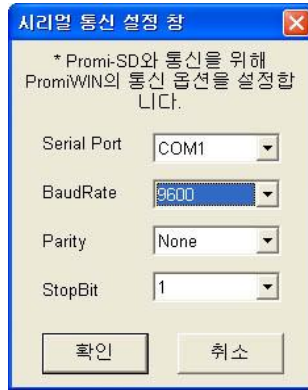 시리얼 통신 설정 창
* Promi-SD와 통신을 위해
PromiWIN의 통신 옵션을 설정합
니다.
Serial Port COM1
BaudRate 9600
Parity None
StopBit 1
확인 취소